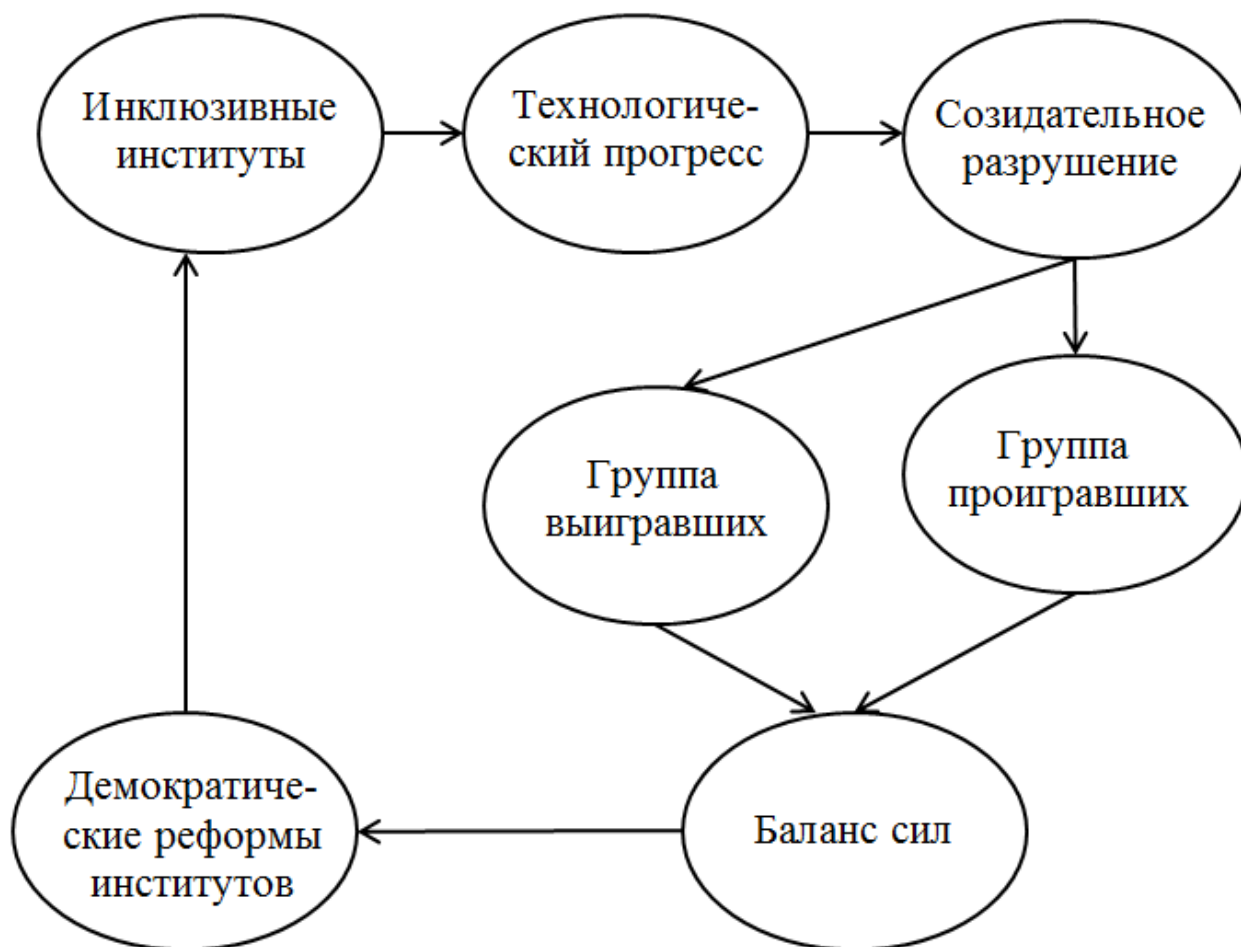 Инклюзивные
институты
Технологиче-
ский прогресс
Созидательное
разрушение
Группа
выигравших
Группа
проигравших
Демократиче-
ские реформы
институтов
Баланс сил